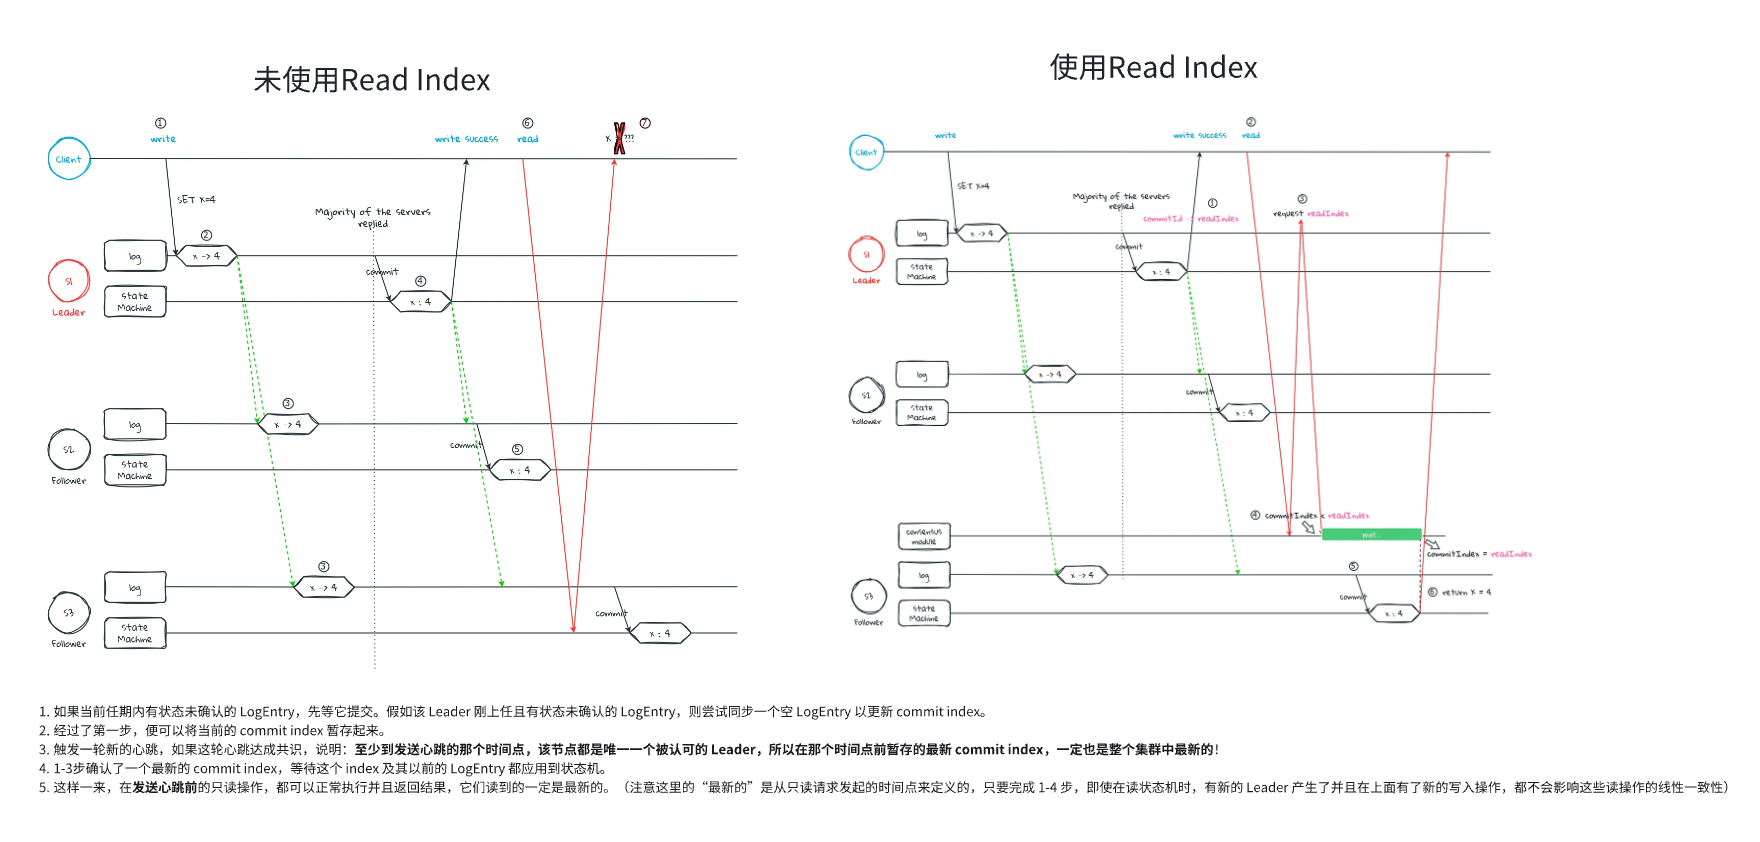 未使用Read Index
① ⑥ ⑦
write write success read x ???
Client
SET X=4
Majority of the servers
replied
②
log x -> 4
S1
commit
④
State
Machine
x : 4
Leader
③
log x -> 4
S2
commit
⑤
State
Machine
x : 4
Follower
③
log x -> 4
S3
commit
State
Machine
x : 4
Follower
使用Read Index
②
write write success read
Client
SET X=4
Majority of the servers
replied
①
commitId -> readIndex
③
request readIndex
log x -> 4
S1
commit
State
Machine
x : 4
Leader
log x -> 4
S2
commit
State
Machine
x : 4
Follower
④ commitIndex < readIndex
consensus
module
wait
commitIndex = readIndex
⑤
log x -> 4
S3
commit
⑥ return X = 4
State
Machine
x : 4
Follower
1. 如果当前任期内有状态未确认的 LogEntry，先等它提交。假如该 Leader 刚上任且有状态未确认的 LogEntry，则尝试同步一个空 LogEntry 以更新 commit index。
2. 经过了第一步，便可以将当前的 commit index 暂存起来。
3. 触发一轮新的心跳，如果这轮心跳达成共识，说明：至少到发送心跳的那个时间点，该节点都是唯一一个被认可的 Leader，所以在那个时间点前暂存的最新 commit index，一定也是整个集群中最新的！
4. 1-3步确认了一个最新的 commit index，等待这个 index 及其以前的 LogEntry 都应用到状态机。
5. 这样一来，在发送心跳前的只读操作，都可以正常执行并且返回结果，它们读到的一定是最新的。（注意这里的“最新的”是从只读请求发起的时间点来定义的，只要完成 1-4 步，即使在读状态机时，有新的 Leader 产生了并且在上面有了新的写入操作，都不会影响这些读操作的线性一致性）